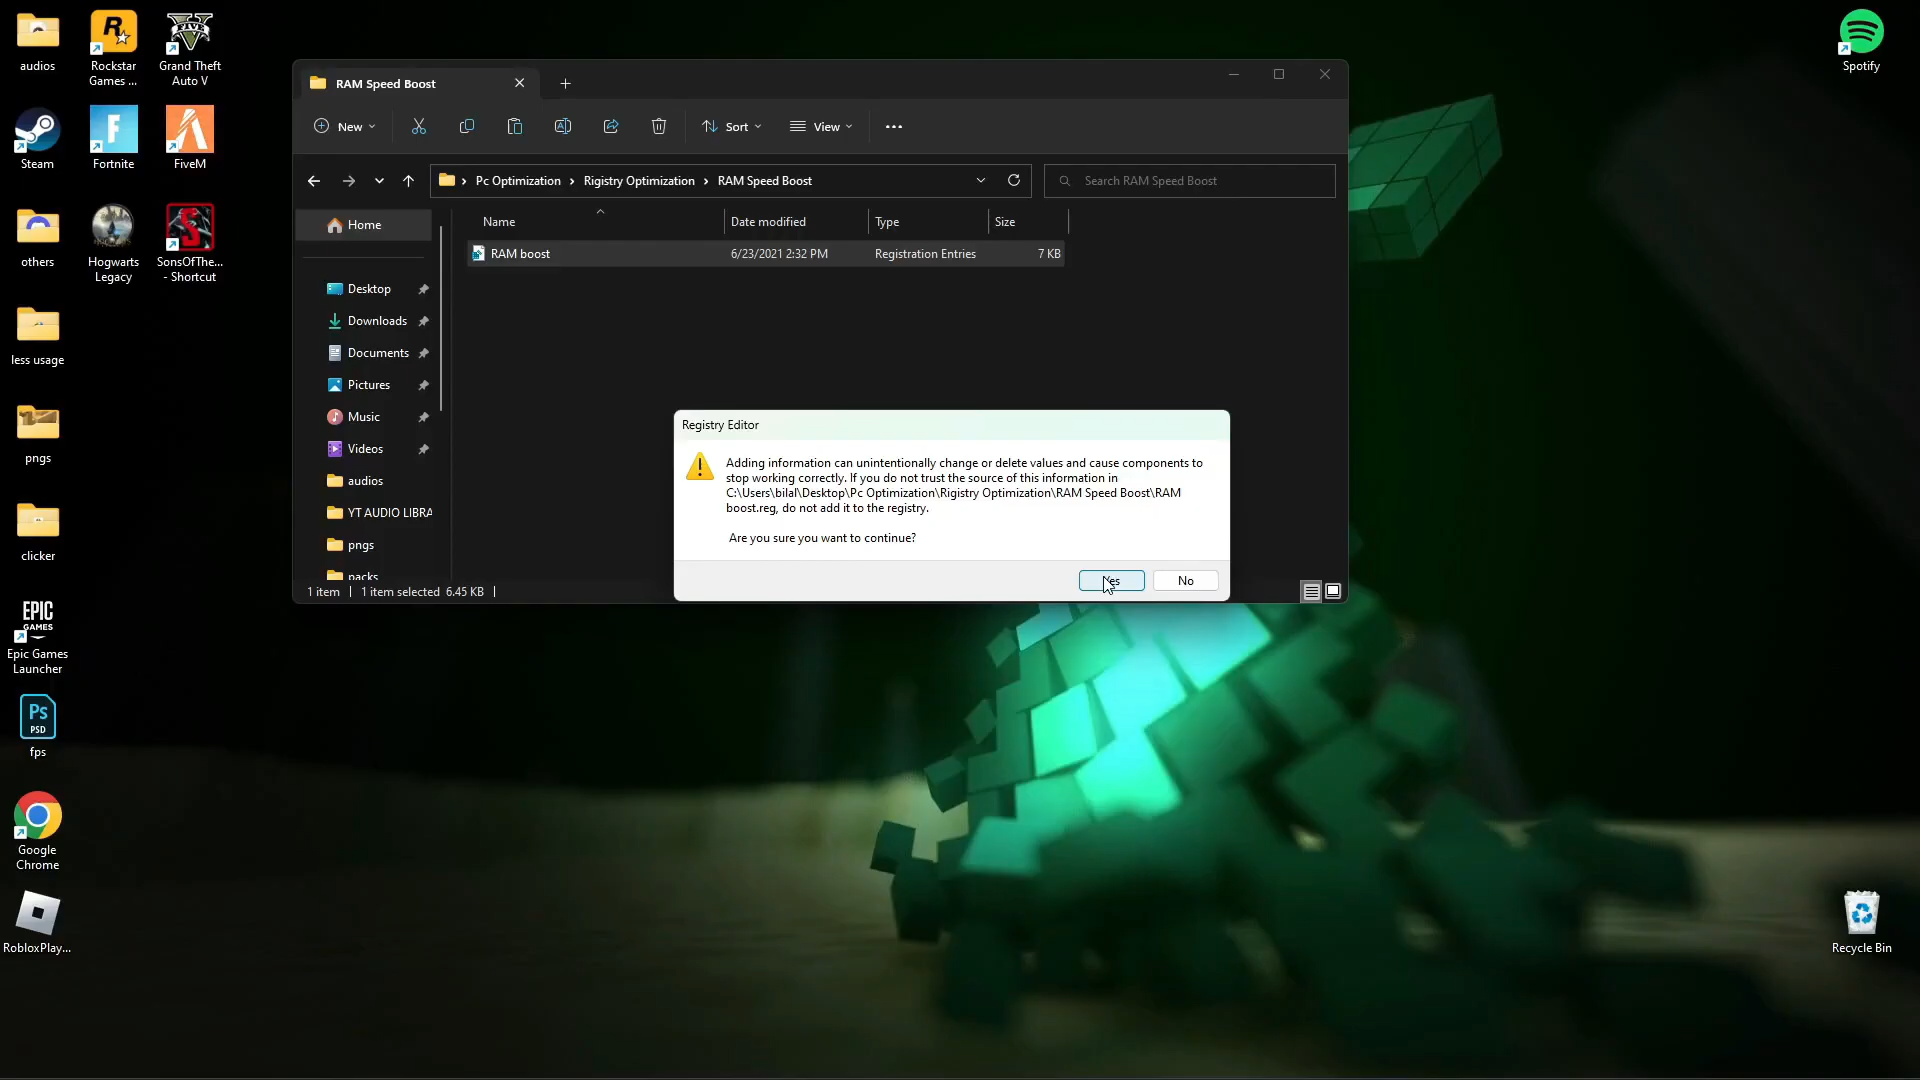 audios
Rockstar
Games ...
Grand Theft
Auto V
Spotify
Steam
Fortnite
FiveM
others
Hogwarts
Legacy
SonsOfThe...
- Shortcut
less usage
pngs
clicker
EPIC
GAMES
Epic Games
Launcher
Ps
PSD
fps
Google
Chrome
RobloxPlay...
Recycle Bin
RAM Speed Boost
New
Sort
View
Pc Optimization › Rigistry Optimization › RAM Speed Boost
Search RAM Speed Boost
Home
Desktop
Downloads
Documents
Pictures
Music
Videos
audios
YT AUDIO LIBRA
pngs
packs
Name Date modified Type Size
RAM boost 6/23/2021 2:32 PM Registration Entries 7 KB
1 item 1 item selected 6.45 KB
Registry Editor
Adding information can unintentionally change or delete values and cause components to
stop working correctly. If you do not trust the source of this information in
C:\Users\bilal\Desktop\Pc Optimization\Rigistry Optimization\RAM Speed Boost\RAM
boost.reg, do not add it to the registry.
Are you sure you want to continue?
Yes
No